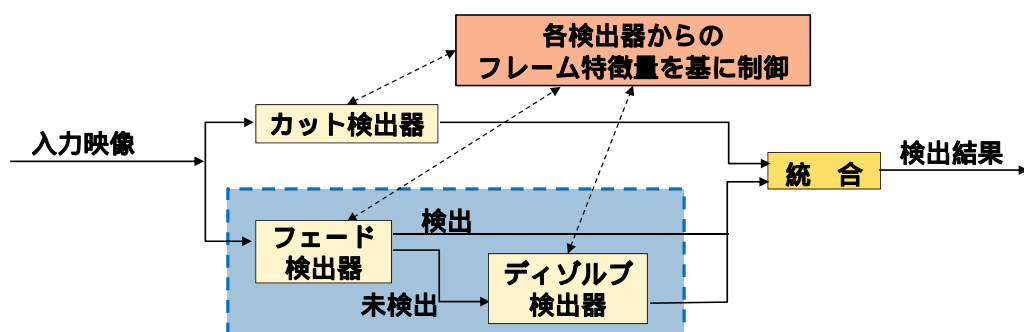 各検出器からの
フレーム特徴量を基に制御
カット検出器
入力映像
検出結果
統　合
検出
フェード
検出器
ディゾルブ
検出器
未検出